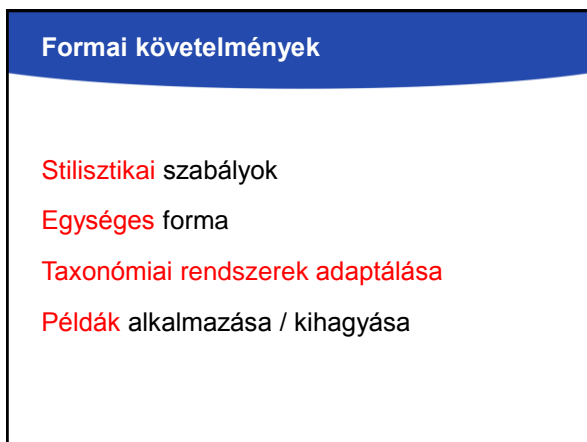 Formai követelmények
Stilisztikai szabályok
Egységes forma
Taxonómiai rendszerek adaptálása
Példák alkalmazása / kihagyása